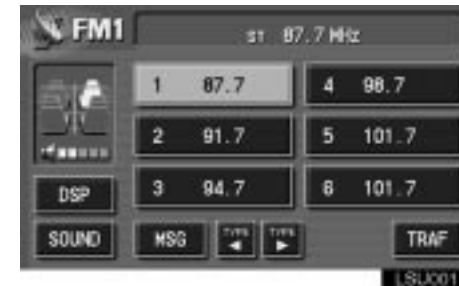 FM1
ST 87.7 MHz
1 87.7
4 98.7
2 91.7
5 101.7
DSP
3 94.7
6 101.7
SOUND
MSG
TYPE ◄
TYPE ►
TRAF
LSU001